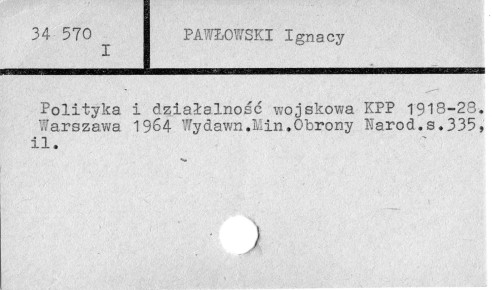 34 570
I
PAWŁOWSKI Ignacy
Polityka i działalność wojskowa KPP 1918-28.
Warszawa 1964 Wydawn.Min.Obrony Narod.s.335,
il.